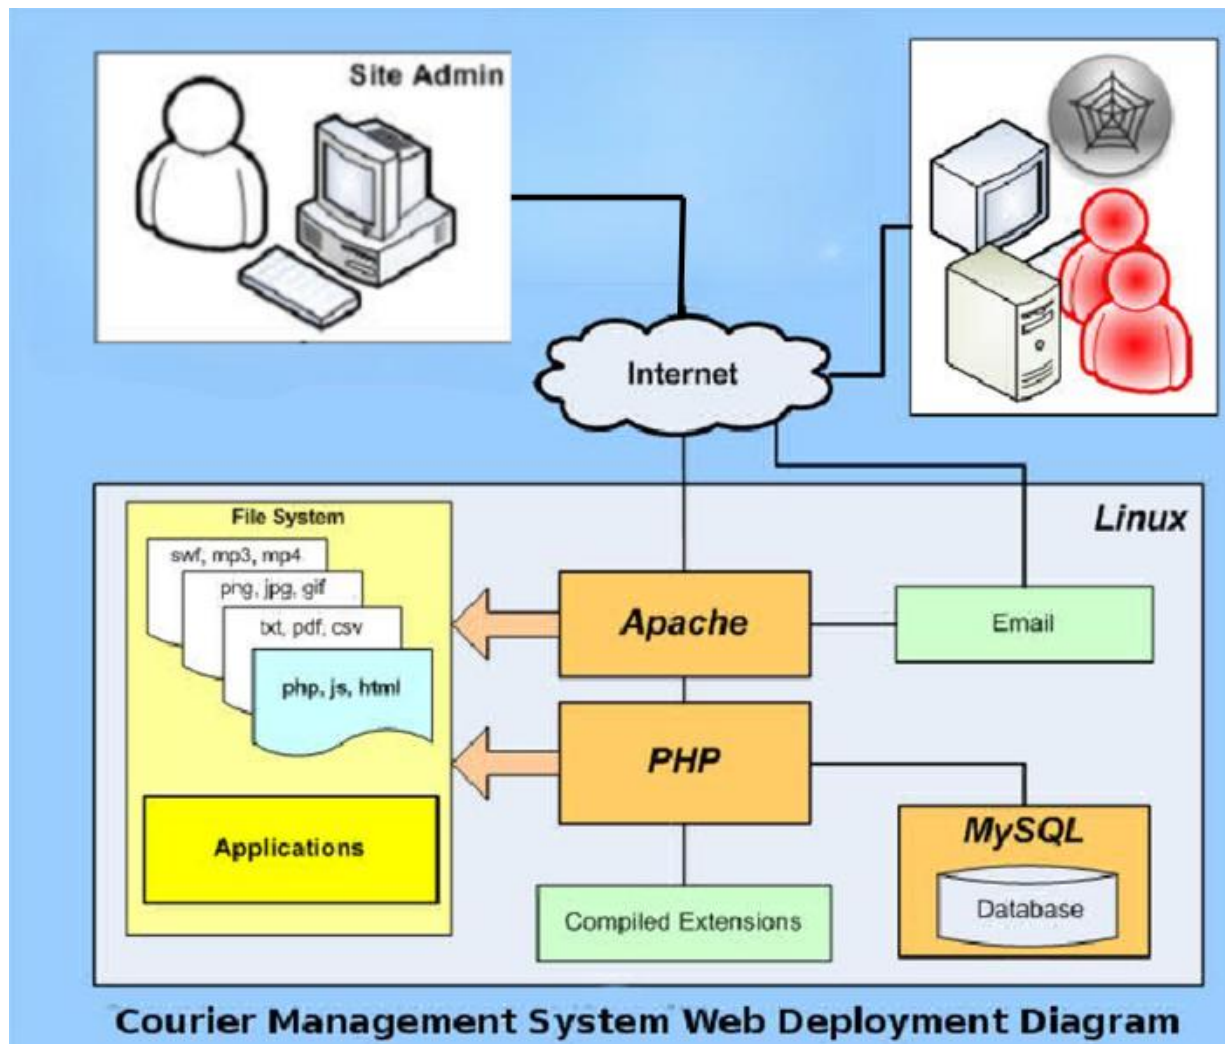 Site Admin
Internet
Linux
File System
swf, mp3, mp4
png, jpg, gif
txt, pdf, csv
php, js, html
Applications
Apache
Email
PHP
MySQL
Database
Compiled Extensions
Courier Management System Web Deployment Diagram